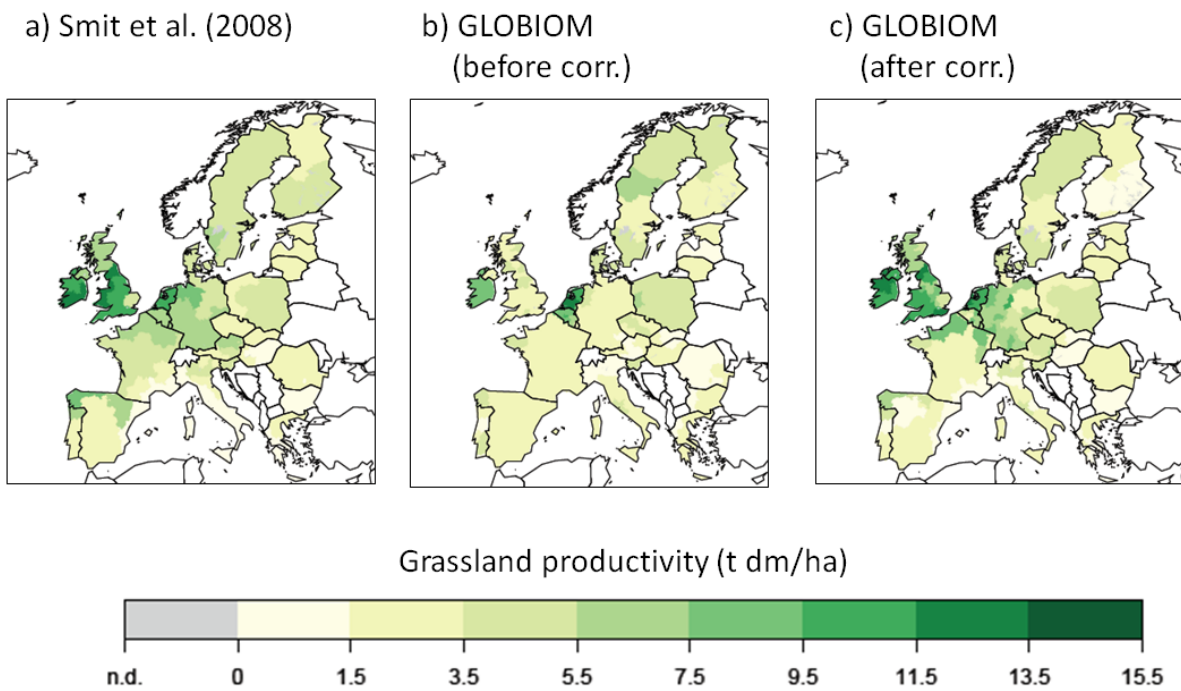 a) Smit et al. (2008)
b) GLOBIOM
(before corr.)
c) GLOBIOM
(after corr.)
Grassland productivity (t dm/ha)
n.d. 0 1.5 3.5 5.5 7.5 9.5 11.5 13.5 15.5